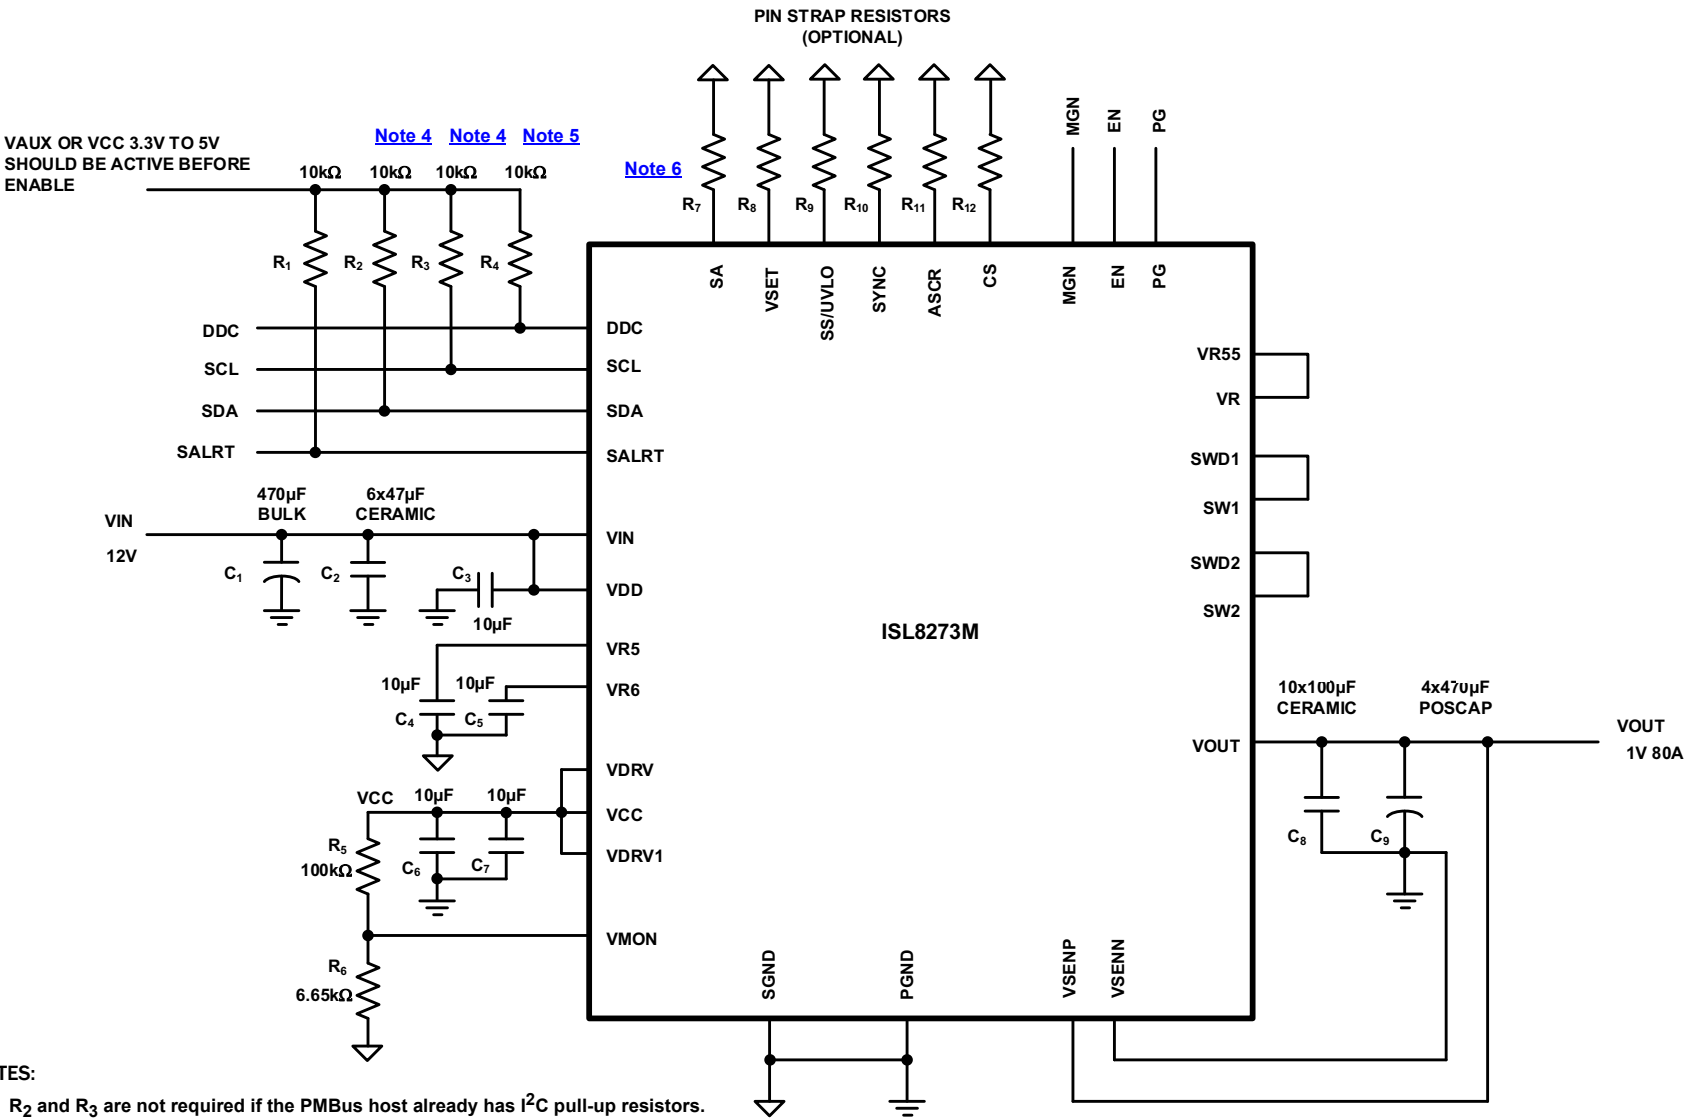 PIN STRAP RESISTORS
(OPTIONAL)
VAUX OR VCC 3.3V TO 5V
SHOULD BE ACTIVE BEFORE
ENABLE
Note 4 Note 4 Note 5
10kΩ 10kΩ 10kΩ 10kΩ
Note 6
R7 R8 R9 R10 R11 R12
MGN EN PG
R1 R2 R3 R4
SA VSET SS/UVLO SYNC ASCR CS MGN EN PG
DDC DDC
SCL SCL
SDA SDA
SALRT SALRT
VR55
VR
SWD1
SW1
SWD2
SW2
470µF
BULK
6x47µF
CERAMIC
VIN
12V
VIN
C1 C2 C3
10µF
VDD
ISL8273M
VR5
10µF 10µF
VR6
C4 C5
10x100µF
CERAMIC
4x470µF
POSCAP
VOUT
VOUT
1V 80A
C8 C9
VDRV
VCC 10µF 10µF
VCC
R5
100kΩ
C6 C7
VDRV1
VMON
R6
6.65kΩ
SGND PGND VSENP VSENN
TES:
R2 and R3 are not required if the PMBus host already has I2C pull-up resistors.